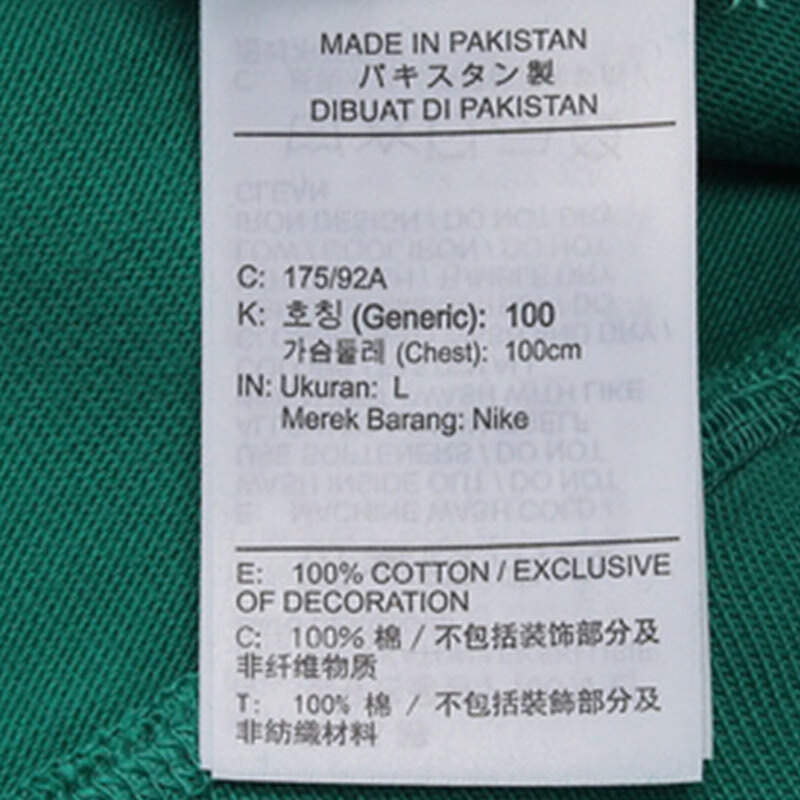 MADE IN PAKISTAN
パキスタン製
DIBUAT DI PAKISTAN
C: 175/92A
K: 호칭 (Generic): 100
가슴둘레 (Chest): 100cm
IN: Ukuran: L
Merek Barang: Nike
E: 100% COTTON / EXCLUSIVE
OF DECORATION
C: 100% 棉 / 不包括装饰部分及
非纤维物质
T: 100% 棉 / 不包括裝飾部分及
非紡織材料